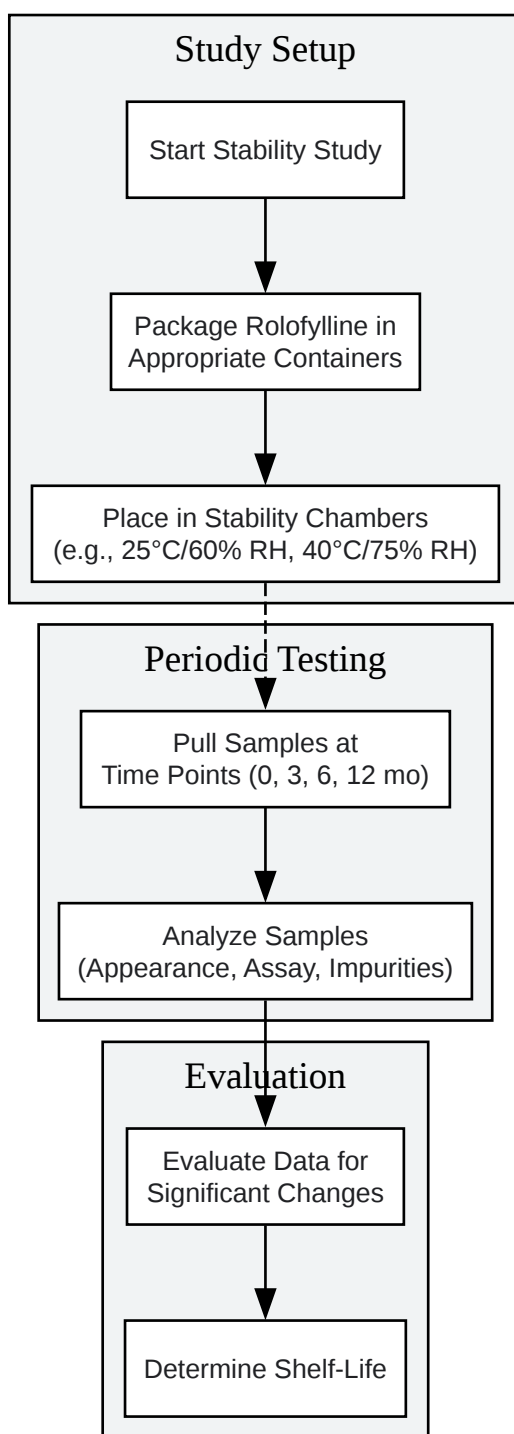 Study Setup
Start Stability Study
Package Rolofylline in
Appropriate Containers
Place in Stability Chambers
(e.g., 25°C/60% RH, 40°C/75% RH)
Periodic Testing
Pull Samples at
Time Points (0, 3, 6, 12 mo)
Analyze Samples
(Appearance, Assay, Impurities)
Evaluation
Evaluate Data for
Significant Changes
Determine Shelf-Life